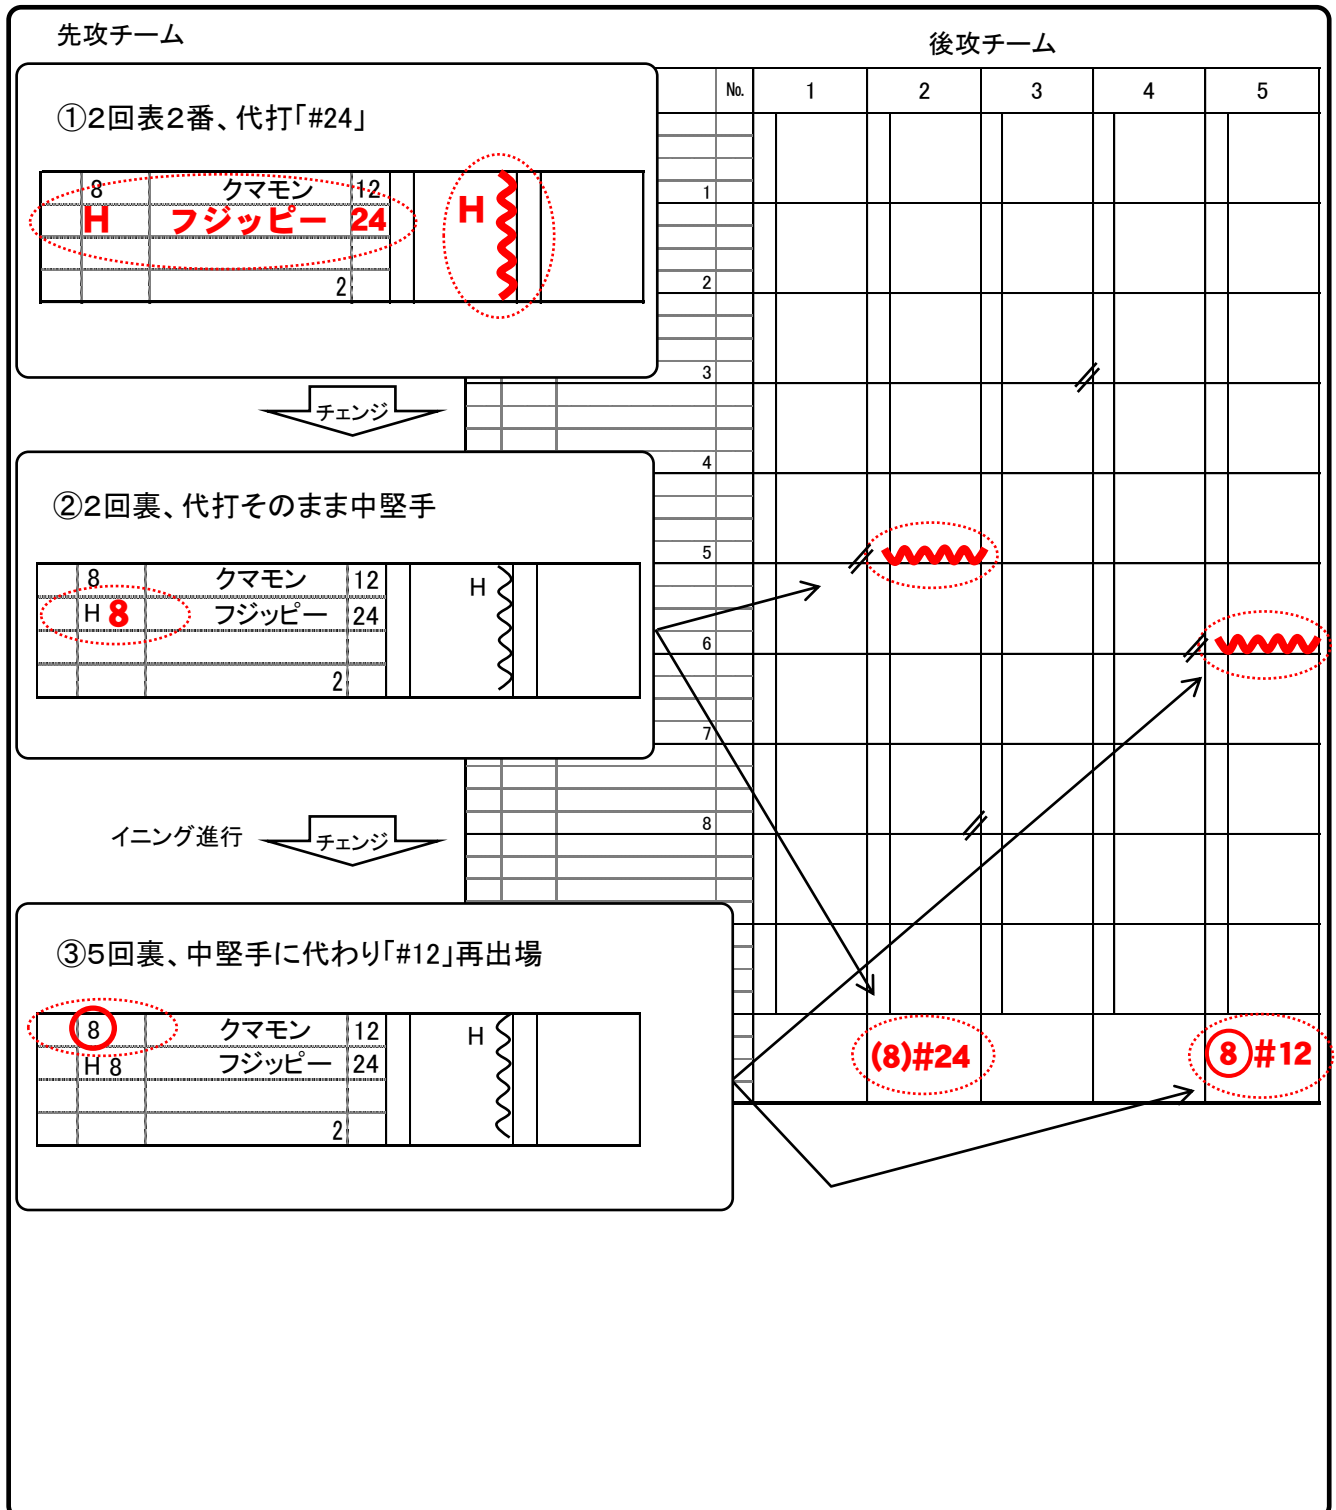 先攻チーム
後攻チーム
No. 1 2 3 4 5
①2回表2番、代打「#24」
8 クマモン 12
H フジッピー 24 H
2
1
2
3
チェンジ
4
②2回裏、代打そのまま中堅手
5
8 クマモン 12 H
H 8 フジッピー 24
2
6
7
イニング進行 チェンジ
8
③5回裏、中堅手に代わり「#12」再出場
8 クマモン 12 H
H 8 フジッピー 24
2
(8)#24
⑧#12